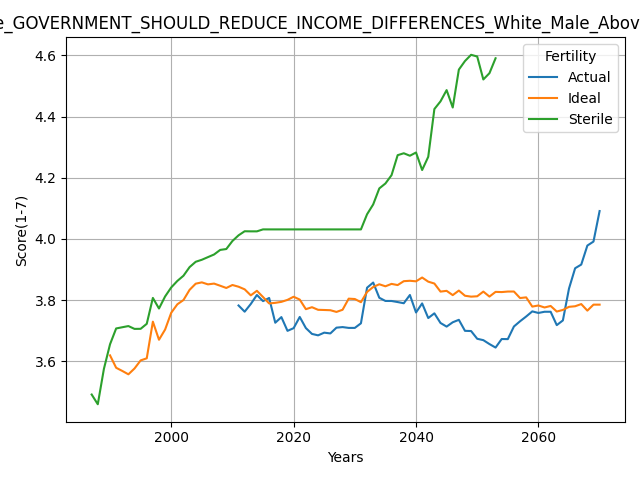 e_GOVERNMENT_SHOULD_REDUCE_INCOME_DIFFERENCES_White_Male_Abov
Fertility
Actual
Ideal
Sterile
Score(1-7)
4.6
4.4
4.2
4.0
3.8
3.6
2000 2020 2040 2060
Years